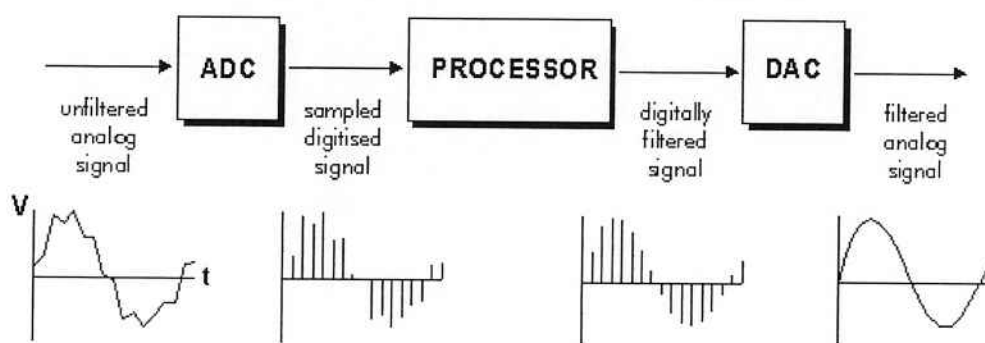 ADC
PROCESSOR
DAC
unfiltered
analog
signal
sampled
digitised
signal
digitally
filtered
signal
filtered
analog
signal
V
t